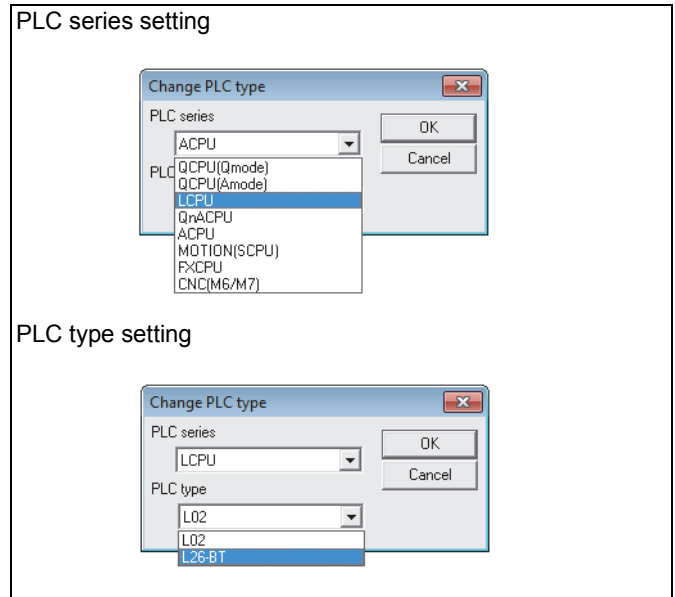 PLC series setting
Change PLC type
PLC series
OK
ACPU
Cancel
QCPU(Qmode)
QCPU(Amode)
LCPU
QnACPU
ACPU
MOTION(SCPU)
FXCPU
CNC(M6/M7)
PLC type setting
Change PLC type
PLC series
OK
LCPU
Cancel
PLC type
L02
L02
L26-BT